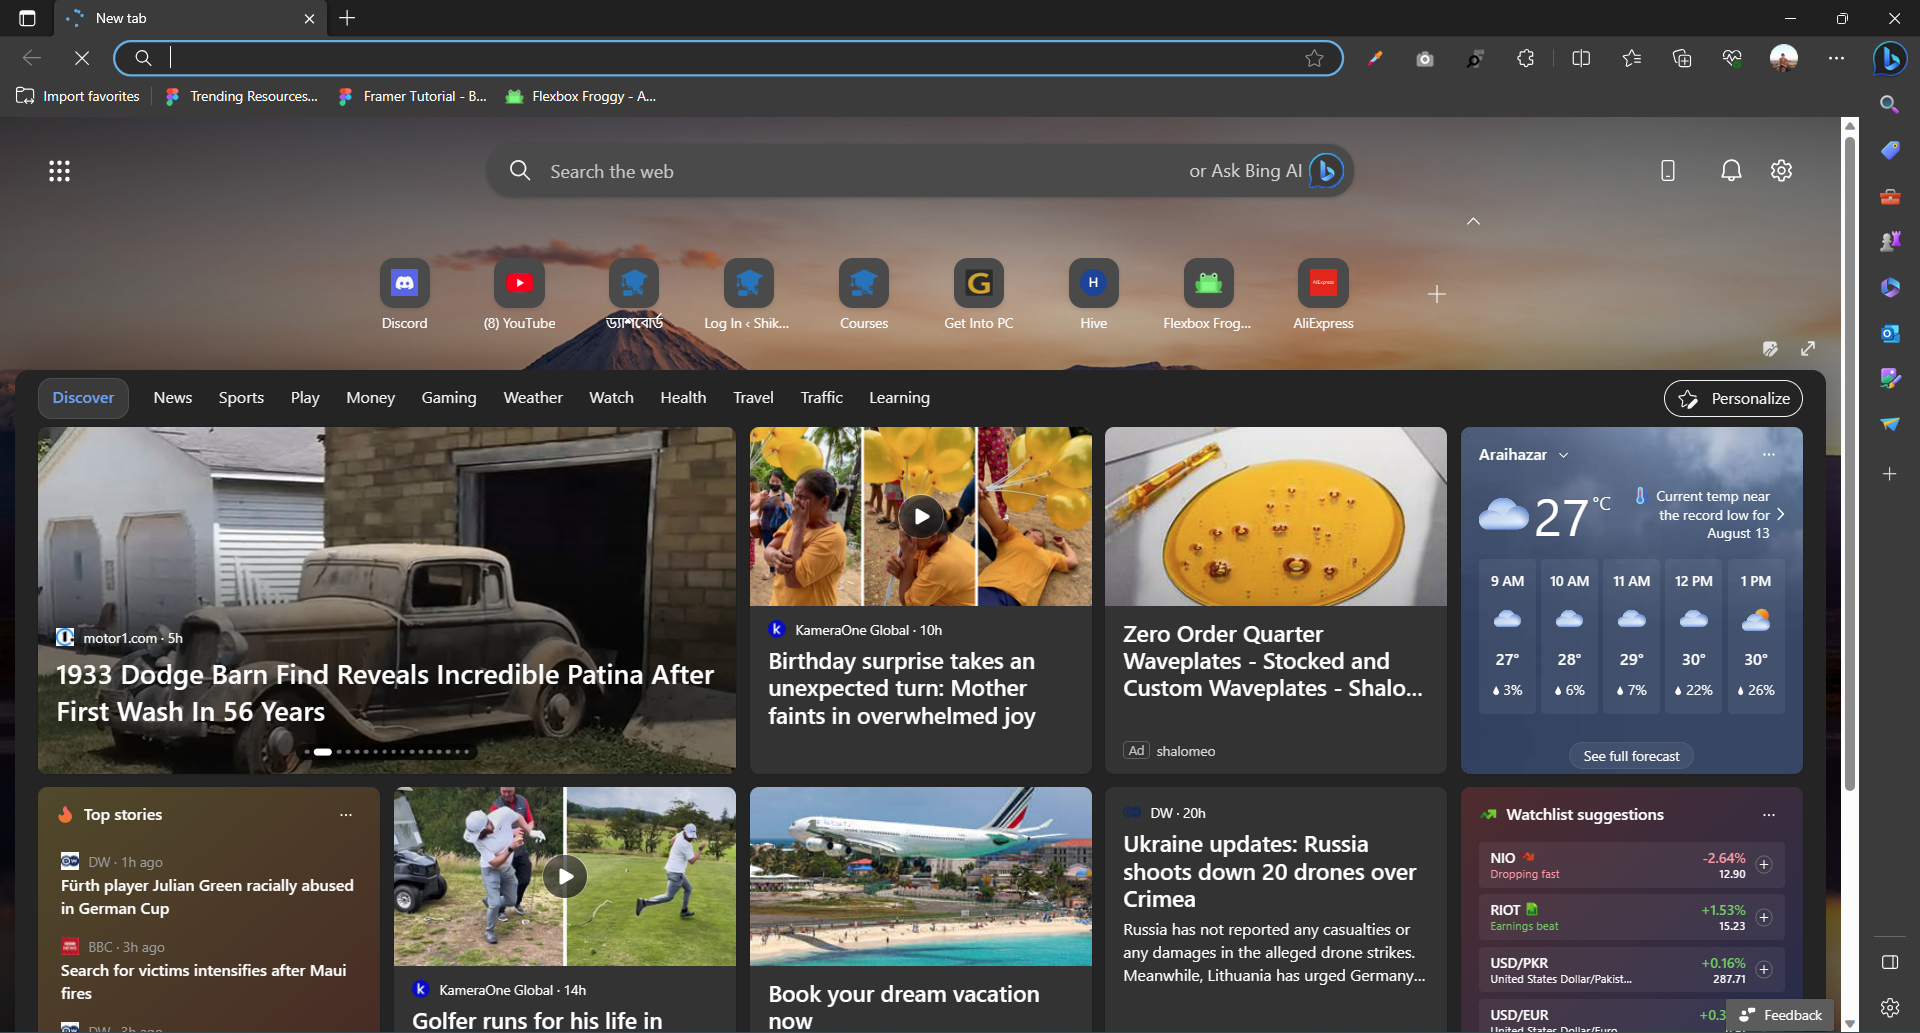 New tab
Import favorites
Trending Resources...
Framer Tutorial - B...
Flexbox Froggy - A...
Search the web
or Ask Bing AI
Discord
(8) YouTube
ড্যাশবোর্ড
Log In ‹ Shik...
Courses
Get Into PC
H
Hive
Flexbox Frog...
AliExpress
AliExpress
Discover
News
Sports
Play
Money
Gaming
Weather
Watch
Health
Travel
Traffic
Learning
Personalize
motor1.com · 5h
1933 Dodge Barn Find Reveals Incredible Patina After
First Wash In 56 Years
KameraOne Global · 10h
Birthday surprise takes an
unexpected turn: Mother
faints in overwhelmed joy
Zero Order Quarter
Waveplates - Stocked and
Custom Waveplates - Shalo...
Ad shalomeo
Araihazar
27 °C
Current temp near
the record low for
August 13
9 AM 10 AM 11 AM 12 PM 1 PM
27° 28° 29° 30° 30°
3% 6% 7% 22% 26%
See full forecast
Top stories
DW · 1h ago
Fürth player Julian Green racially abused
in German Cup
BBC · 3h ago
Search for victims intensifies after Maui
fires
DW · 3h ago
KameraOne Global · 14h
Golfer runs for his life in
Book your dream vacation
now
DW · 20h
Ukraine updates: Russia
shoots down 20 drones over
Crimea
Russia has not reported any casualties or
any damages in the alleged drone strikes.
Meanwhile, Lithuania has urged Germany...
Watchlist suggestions
NIO -2.64%
Dropping fast 12.90
RIOT +1.53%
Earnings beat 15.23
USD/PKR +0.16%
United States Dollar/Pakist... 287.71
USD/EUR +0.3
United States Dollar/Euro
Feedback